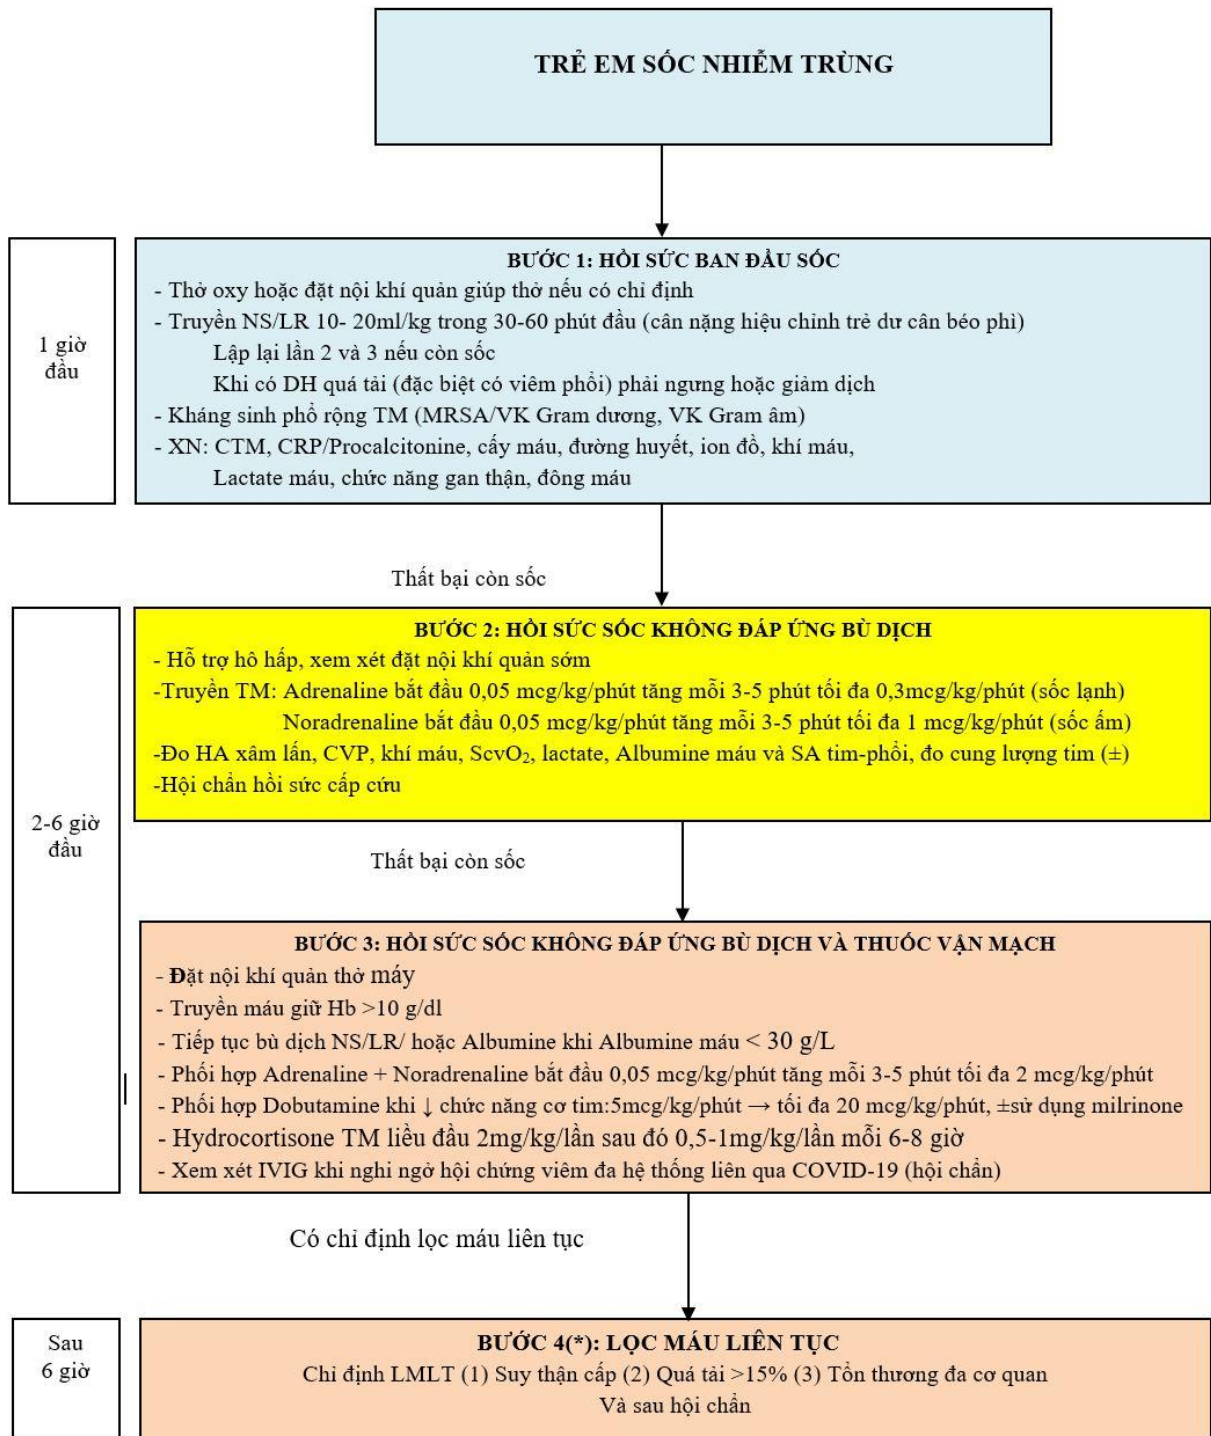 TRẺ EM SỐC NHIỄM TRÙNG
1 giờ
đầu
BƯỚC 1: HỒI SỨC BAN ĐẦU SỐC
- Thở oxy hoặc đặt nội khí quản giúp thở nếu có chỉ định
- Truyền NS/LR 10- 20ml/kg trong 30-60 phút đầu (cân nặng hiệu chỉnh trẻ dư cân béo phì)
Lập lại lần 2 và 3 nếu còn sốc
Khi có DH quá tải (đặc biệt có viêm phổi) phải ngưng hoặc giảm dịch
- Kháng sinh phổ rộng TM (MRSA/VK Gram dương, VK Gram âm)
- XN: CTM, CRP/Procalcitonine, cấy máu, đường huyết, ion đồ, khí máu,
Lactate máu, chức năng gan thận, đông máu
Thất bại còn sốc
2-6 giờ
đầu
BƯỚC 2: HỒI SỨC SỐC KHÔNG ĐÁP ỨNG BÙ DỊCH
- Hỗ trợ hô hấp, xem xét đặt nội khí quản sớm
-Truyền TM: Adrenaline bắt đầu 0,05 mcg/kg/phút tăng mỗi 3-5 phút tối đa 0,3mcg/kg/phút (sốc lạnh)
Noradrenaline bắt đầu 0,05 mcg/kg/phút tăng mỗi 3-5 phút tối đa 1 mcg/kg/phút (sốc ấm)
-Đo HA xâm lấn, CVP, khí máu, ScvO₂, lactate, Albumine máu và SA tim-phổi, đo cung lượng tim (±)
-Hội chẩn hồi sức cấp cứu
Thất bại còn sốc
BƯỚC 3: HỒI SỨC SỐC KHÔNG ĐÁP ỨNG BÙ DỊCH VÀ THUỐC VẬN MẠCH
- Đặt nội khí quản thở máy
- Truyền máu giữ Hb >10 g/dl
- Tiếp tục bù dịch NS/LR/ hoặc Albumine khi Albumine máu < 30 g/L
- Phối hợp Adrenaline + Noradrenaline bắt đầu 0,05 mcg/kg/phút tăng mỗi 3-5 phút tối đa 2 mcg/kg/phút
- Phối hợp Dobutamine khi ↓ chức năng cơ tim:5mcg/kg/phút → tối đa 20 mcg/kg/phút, ±sử dụng milrinone
- Hydrocortisone TM liều đầu 2mg/kg/lần sau đó 0,5-1mg/kg/lần mỗi 6-8 giờ
- Xem xét IVIG khi nghi ngờ hội chứng viêm đa hệ thống liên qua COVID-19 (hội chẩn)
Có chỉ định lọc máu liên tục
Sau
6 giờ
BƯỚC 4(*): LỌC MÁU LIÊN TỤC
Chỉ định LMLT (1) Suy thận cấp (2) Quá tải >15% (3) Tổn thương đa cơ quan
Và sau hội chẩn